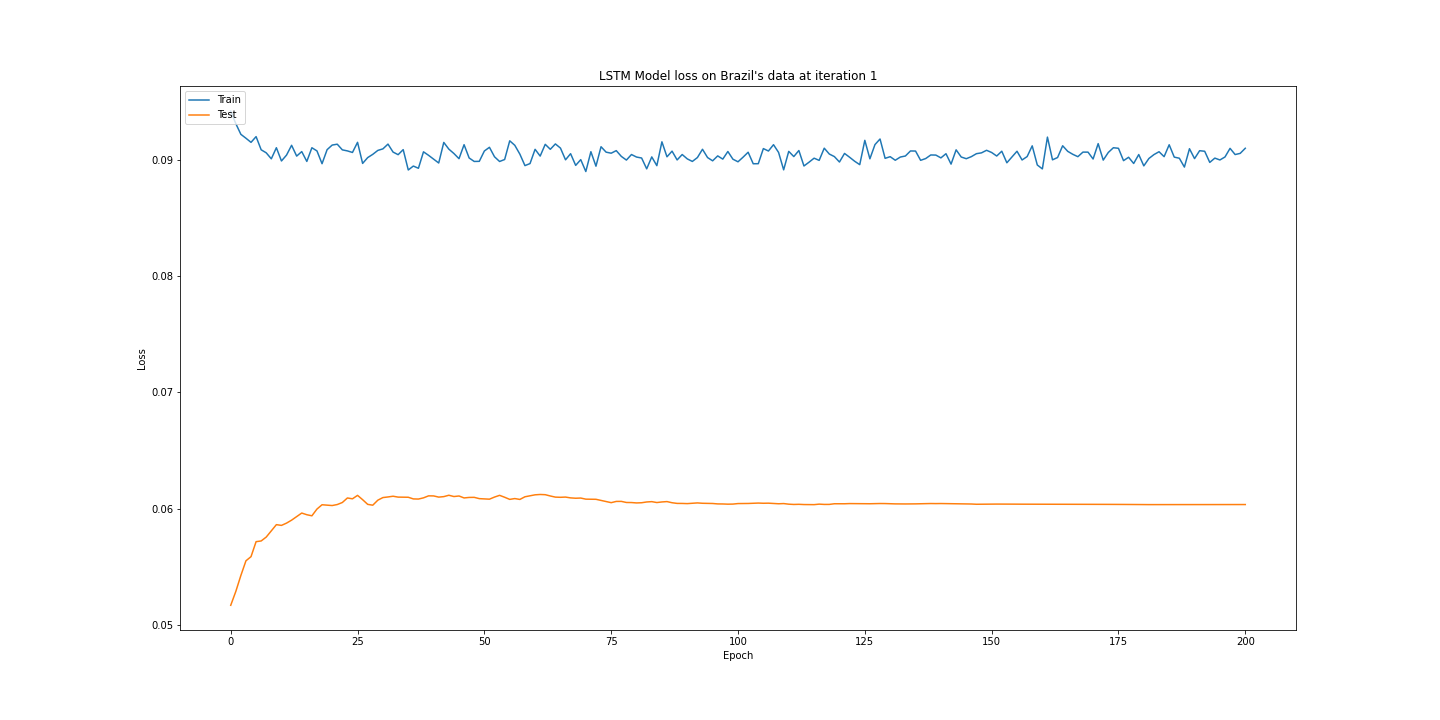 LSTM Model loss on Brazil's data at iteration 1
Train
Test
0.09
0.08
0.07
0.06
0.05
Loss
0 25 50 75 100 125 150 175 200
Epoch